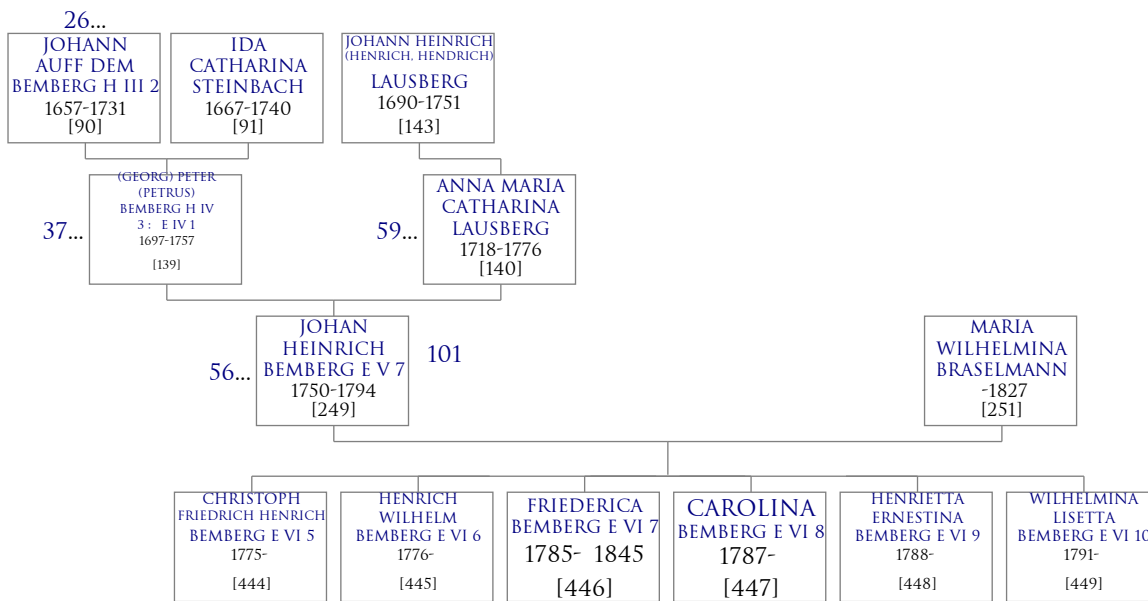 26...
JOHANN
AUFF DEM
BEMBERG H III 2
1657-1731
[90]
IDA
CATHARINA
STEINBACH
1667-1740
[91]
JOHANN HEINRICH
(HENRICH, HENDRICH)
LAUSBERG
1690-1751
[143]
37...
(GEORG) PETER
(PETRUS)
BEMBERG H IV
3 : E IV 1
1697-1757
[139]
59...
ANNA MARIA
CATHARINA
LAUSBERG
1718-1776
[140]
56...
JOHAN
HEINRICH
BEMBERG E V 7
1750-1794
[249]
101
MARIA
WILHELMINA
BRASELMANN
-1827
[251]
CHRISTOPH
FRIEDRICH HENRICH
BEMBERG E VI 5
1775-
[444]
HENRICH
WILHELM
BEMBERG E VI 6
1776-
[445]
FRIEDERICA
BEMBERG E VI 7
1785- 1845
[446]
CAROLINA
BEMBERG E VI 8
1787-
[447]
HENRIETTA
ERNESTINA
BEMBERG E VI 9
1788-
[448]
WILHELMINA
LISETTA
BEMBERG E VI 10
1791-
[449]